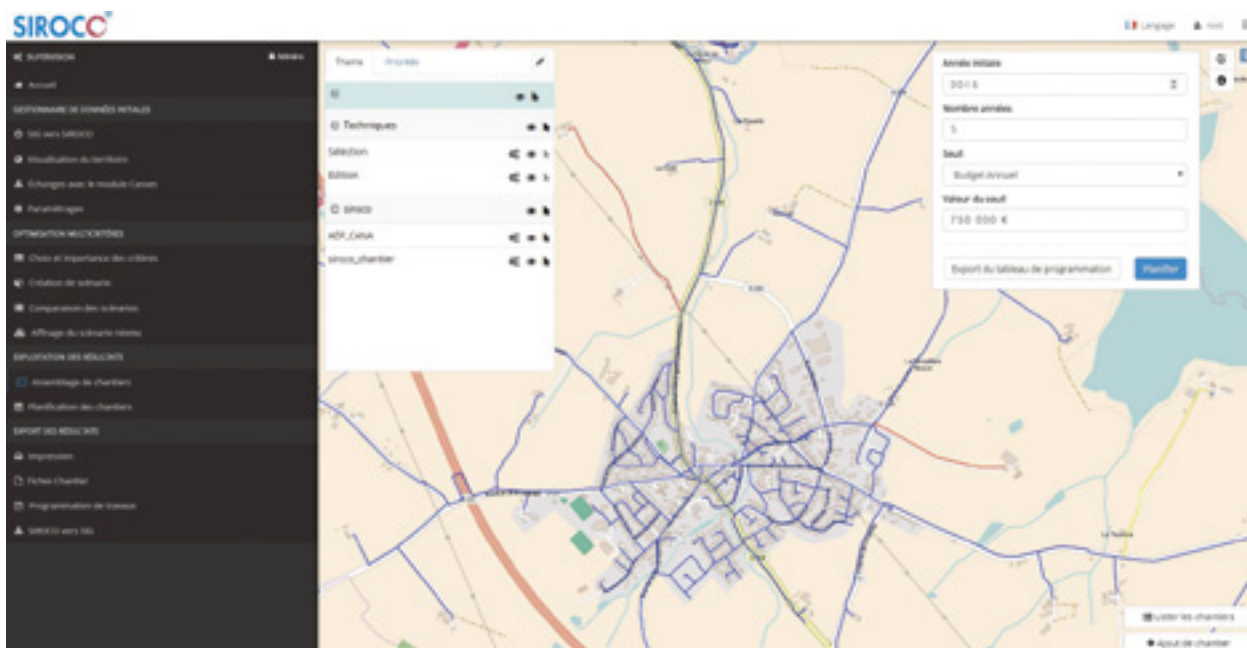 SIROCO
Langage
root
SUPERVISION
Accueil
GESTIONNAIRE DE DONNÉES INITIALES
SIG vers SIROCO
Visualisation du territoire
Echanges avec le module Casses
Paramétrages
OPTIMISATION MULTICRITÈRES
Choix et importance des critères
Création de scénario
Comparaison des scénarios
Affinage du scénario retenu
EXPLOITATION DES RÉSULTATS
Assemblage de chantiers
Planification des chantiers
EXPORT DES RÉSULTATS
Impression
Fiches Chantier
Programmation de travaux
SIROCO vers SIG
Thème Priorités
Techniques
Sélection
Edition
siroco
AEP_CANA
siroco_chantier
Année initiale
2015
Nombre années
5
Seuil
Budget Annuel
Valeur du seuil
750 000 €
Export du tableau de programmation Planifier
Lister les chantiers
Ajout de chantier